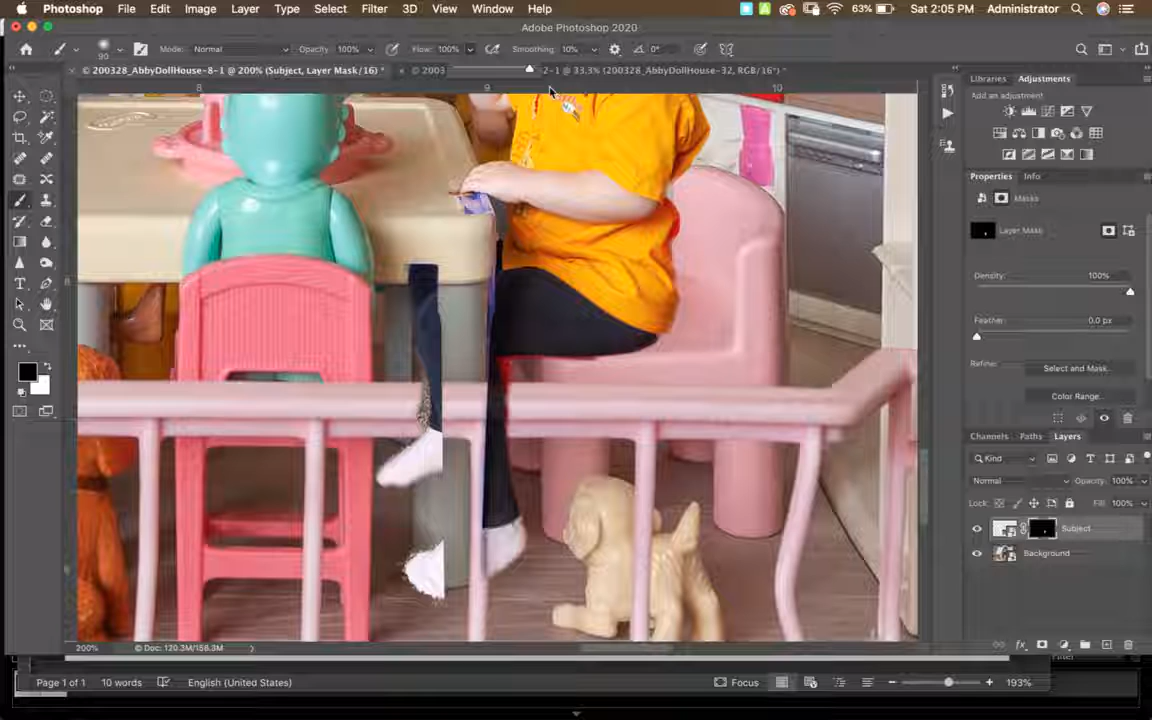 Photoshop File Edit Image Layer Type Select Filter 3D View Window Help 63% Sat 2:05 PM Administrator
Adobe Photoshop 2020
90 Mode: Normal Opacity: 100% Flow: 100% Smoothing: 10% 0°
© 200328_AbbyDollHouse-8-1 @ 200% (Subject, Layer Mask/16) * © 2003 2-1 @ 33.3% (200328_AbbyDollHouse-32, RGB/16*) *
8 9 10
Libraries Adjustments
Add an adjustment
Properties Info
Masks
Layer Mask
Density: 100%
Feather: 0.0 px
Refine: Select and Mask...
Color Range...
Channels Paths Layers
Kind
Normal Opacity: 100%
Lock: Fill: 100%
Subject
Background
200% Doc: 120.3M/156.3M
Page 1 of 1 10 words English (United States) Focus 193%